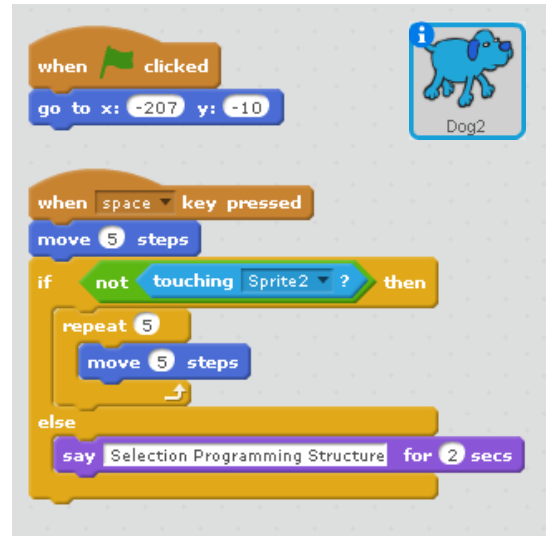 when clicked
go to x: -207 y: -10
i
Dog2
when space key pressed
move 5 steps
if not touching Sprite2 ? then
repeat 5
move 5 steps
else
say Selection Programming Structure for 2 secs